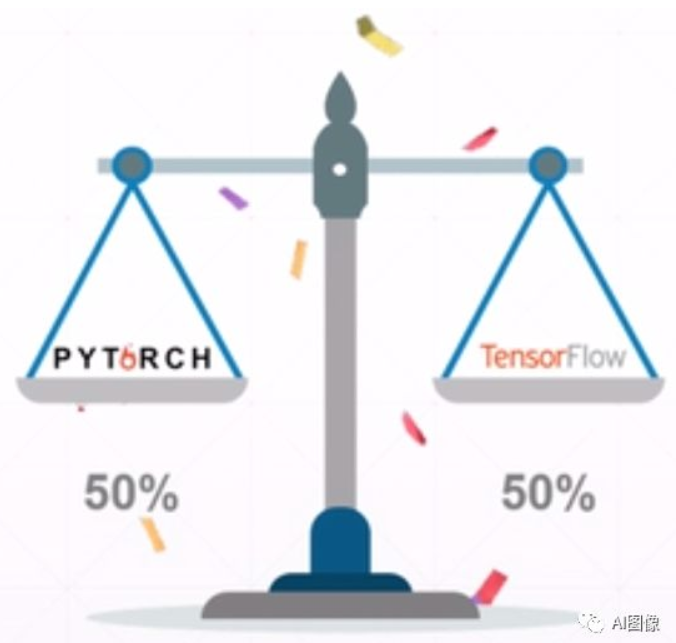 PYTORCH
TensorFlow
50%
50%
AI图像